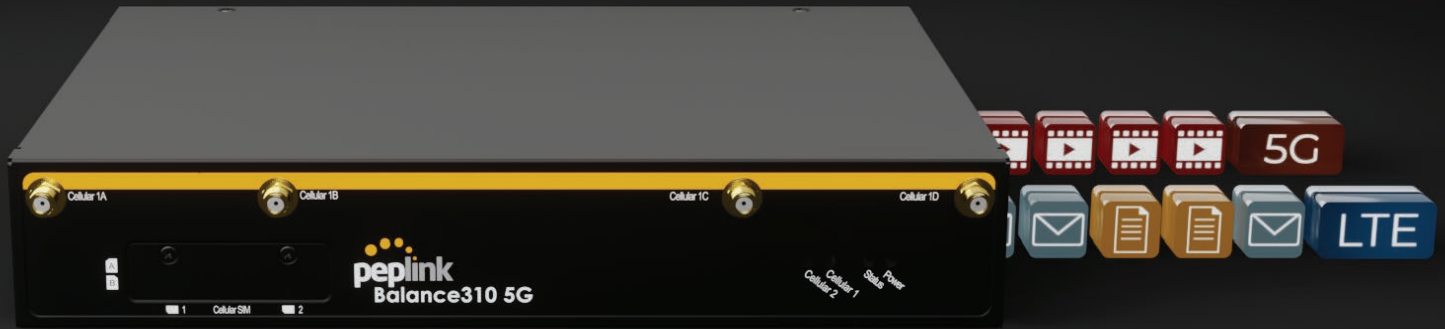 5G
Cellular 1A
Cellular 1B
Cellular 1C
Cellular 1D
LTE
A
B
peplink
Balance310 5G
Cellular 2
Cellular 1
Status
Power
1 Cellular SIM 2